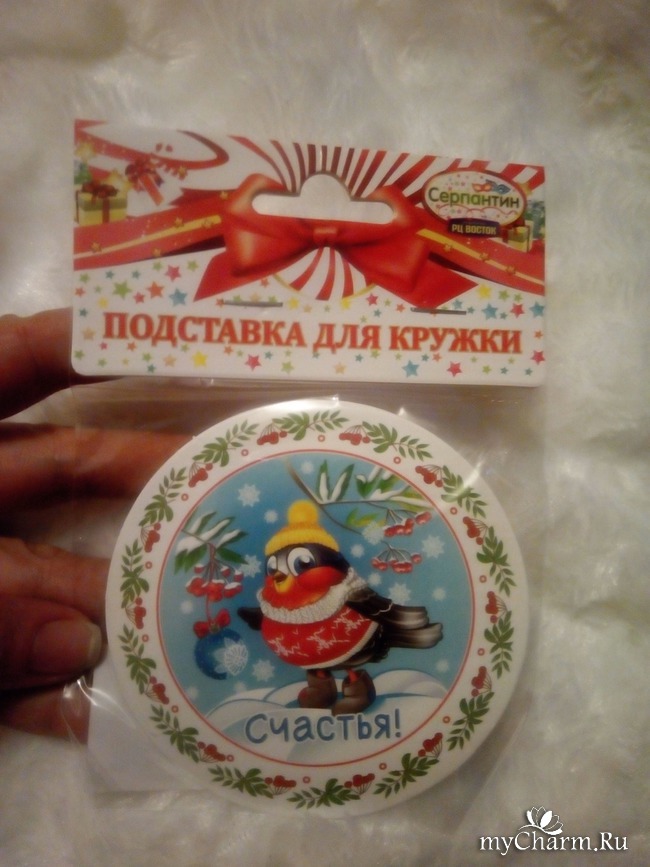 Серпантин
РЦ ВОСТОК
ПОДСТАВКА ДЛЯ КРУЖКИ
Счастья!
myCharm.Ru